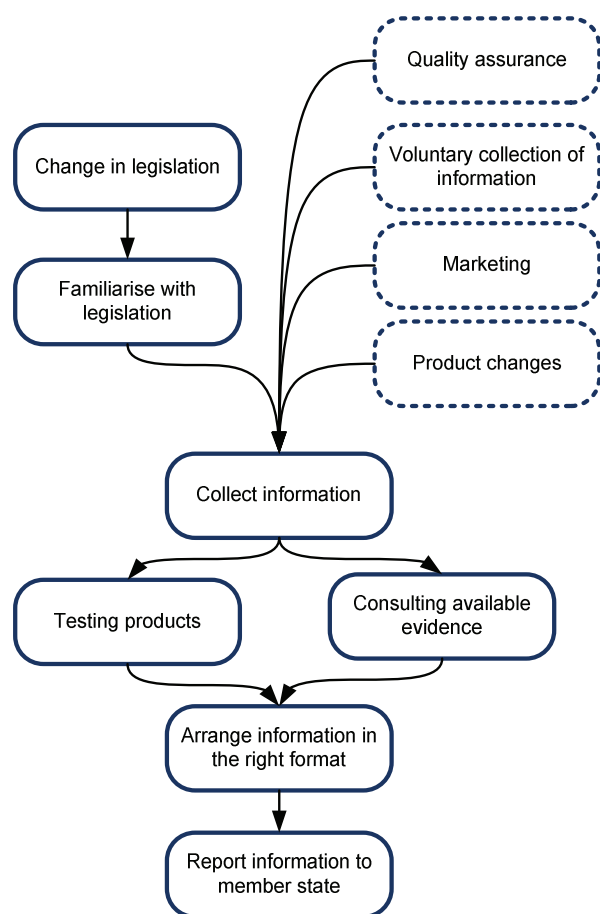 Quality assurance
Change in legislation
Voluntary collection of
information
Familiarise with
legislation
Marketing
Product changes
Collect information
Testing products
Consulting available
evidence
Arrange information in
the right format
Report information to
member state